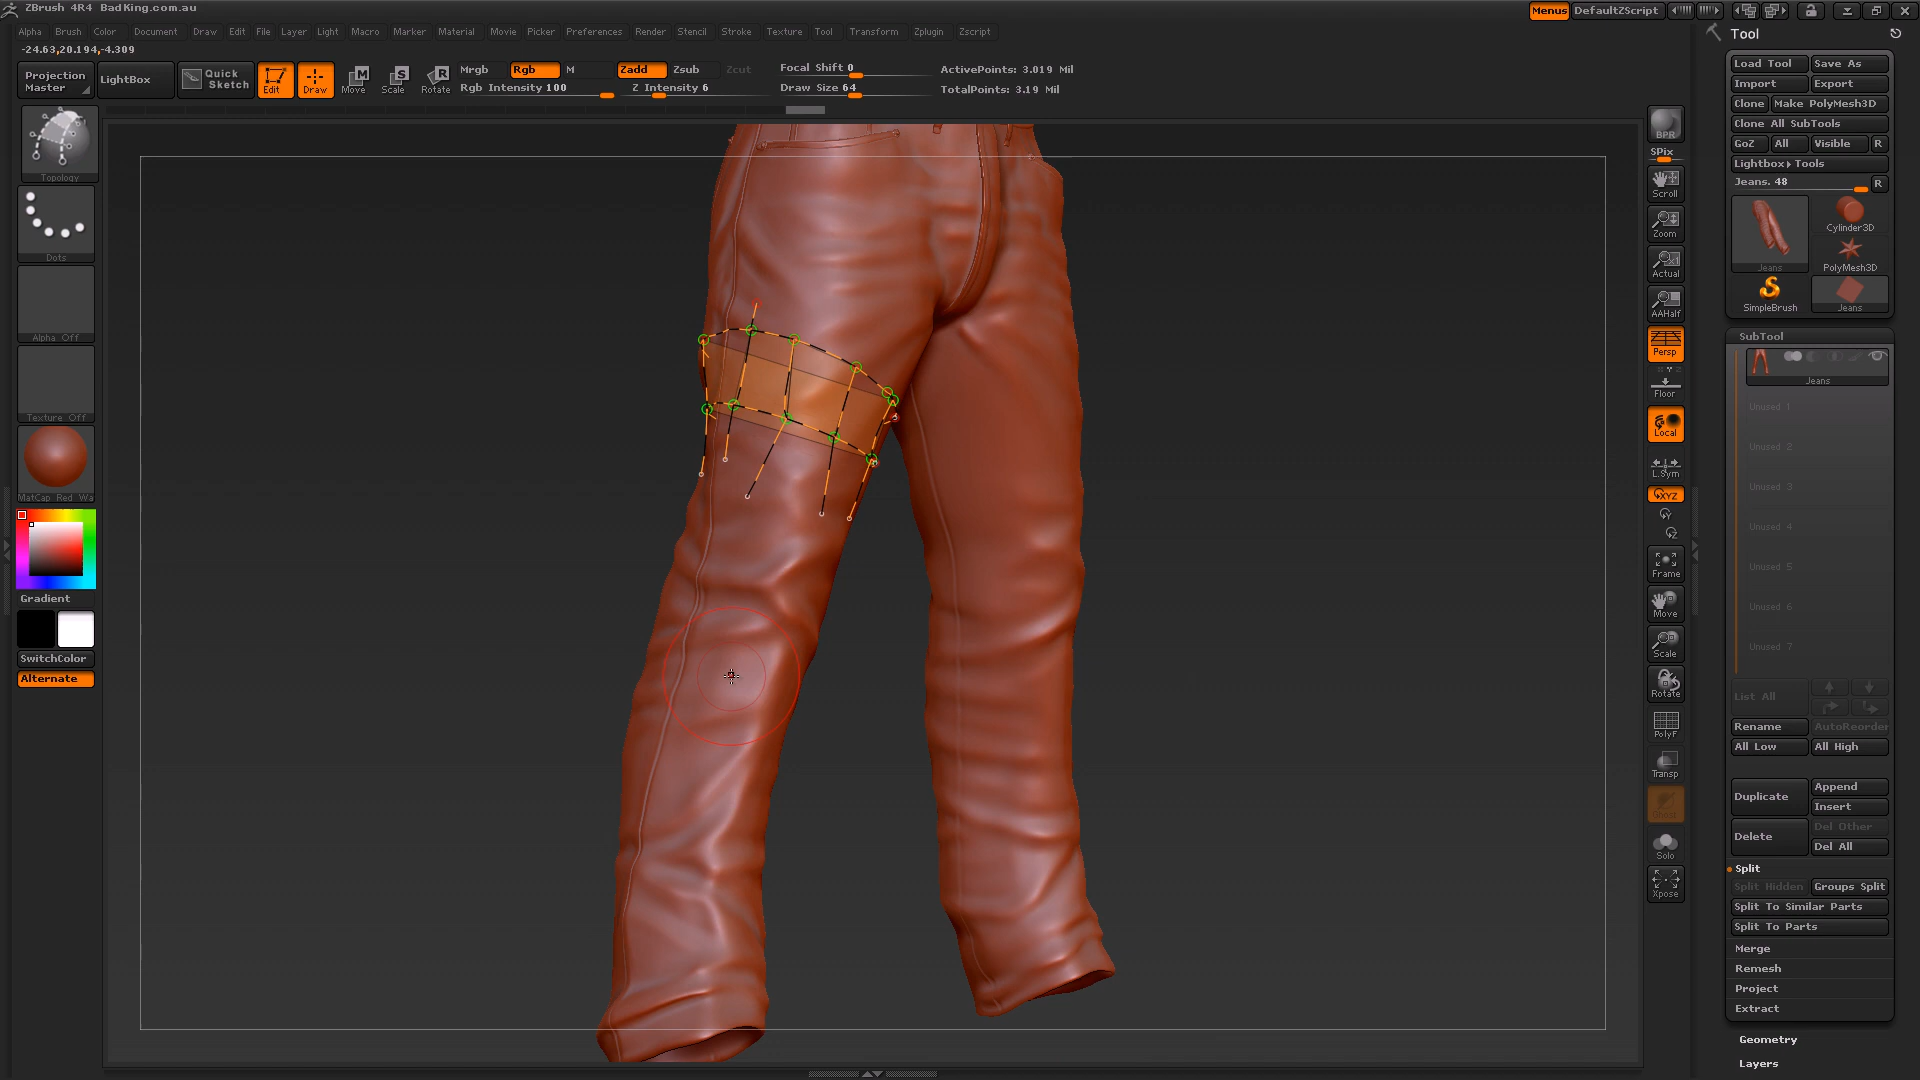 ZBrush 4R4 BadKing.com.au
Menus DefaultZScript
Alpha Brush Color Document Draw Edit File Layer Light Macro Marker Material Movie Picker Preferences Render Stencil Stroke Texture Tool Transform Zplugin Zscript
-24.63,20.194,-4.309
Projection Master
LightBox
Quick Sketch
Edit
Draw
Move
Scale
Rotate
Mrgb Rgb M
Rgb Intensity 100
Zadd Zsub Zcut
Z Intensity 6
Focal Shift 0
Draw Size 64
ActivePoints: 3.019 Mil
TotalPoints: 3.19 Mil
Topology
Dots
Alpha Off
Texture Off
MatCap Red Wa
Gradient
SwitchColor
Alternate
BPR
SPix
Scroll
Zoom
Actual
AAHalf
Persp
Floor
Local
L.Sym
XYZ
Y
Z
Frame
Move
Scale
Rotate
PolyF
Transp
Solo
Xpose
Tool
Load Tool Save As
Import Export
Clone Make PolyMesh3D
Clone All SubTools
GoZ All Visible R
Lightbox▸Tools
Jeans. 48 R
Jeans
Cylinder3D
PolyMesh3D
SimpleBrush
Jeans
SubTool
Jeans
Unused 1
Unused 2
Unused 3
Unused 4
Unused 5
Unused 6
Unused 7
List All
Rename AutoReorder
All Low All High
Duplicate
Append
Insert
Delete
Del Other
Del All
Split
Split Hidden Groups Split
Split To Similar Parts
Split To Parts
Merge
Remesh
Project
Extract
Geometry
Layers